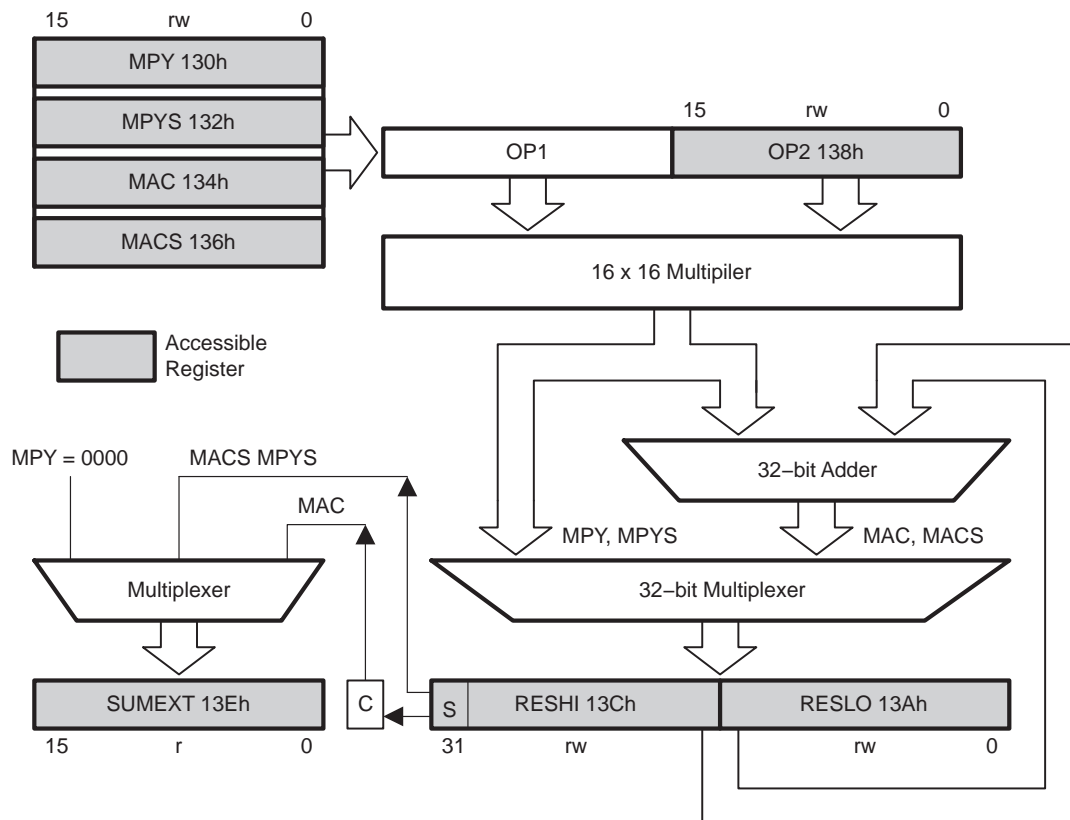 15 rw 0
MPY 130h
MPYS 132h
MAC 134h
MACS 136h
15 rw 0
OP1
OP2 138h
16 x 16 Multipiler
Accessible
Register
MPY = 0000
MACS MPYS
MAC
32−bit Adder
MPY, MPYS
MAC, MACS
Multiplexer
32−bit Multiplexer
SUMEXT 13Eh
C
S
RESHI 13Ch
RESLO 13Ah
15 r 0
31 rw
rw 0